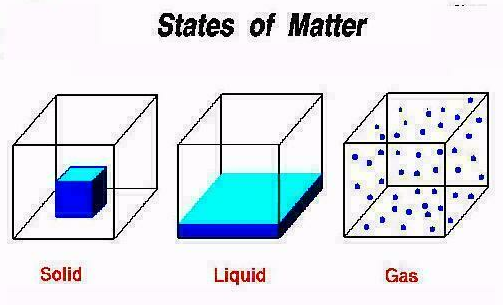 States of Matter
Solid
Liquid
Gas